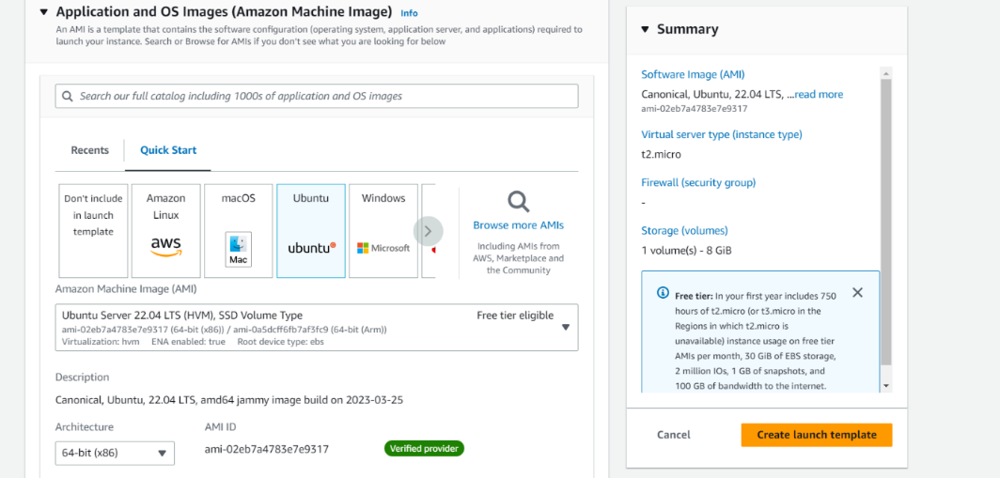 Application and OS Images (Amazon Machine Image) Info
An AMI is a template that contains the software configuration (operating system, application server, and applications) required to
launch your instance. Search or Browse for AMIs if you don't see what you are looking for below
Search our full catalog including 1000s of application and OS images
Recents
Quick Start
Don't include
in launch
template
Amazon
Linux
aws
macOS
Mac
Ubuntu
ubuntu
Windows
Microsoft
Browse more AMIs
Including AMIs from
AWS, Marketplace and
the Community
Amazon Machine Image (AMI)
Ubuntu Server 22.04 LTS (HVM), SSD Volume Type
Free tier eligible
ami-02eb7a4783e7e9317 (64-bit (x86)) / ami-0a5dcff6fb7af3fc9 (64-bit (Arm))
Virtualization: hvm ENA enabled: true Root device type: ebs
Description
Canonical, Ubuntu, 22.04 LTS, amd64 jammy image build on 2023-03-25
Architecture
AMI ID
64-bit (x86)
ami-02eb7a4783e7e9317
Verified provider
Summary
Software Image (AMI)
Canonical, Ubuntu, 22.04 LTS, ...read more
ami-02eb7a4783e7e9317
Virtual server type (instance type)
t2.micro
Firewall (security group)
-
Storage (volumes)
1 volume(s) - 8 GiB
Free tier: In your first year includes 750
hours of t2.micro (or t3.micro in the
Regions in which t2.micro is
unavailable) instance usage on free tier
AMIs per month, 30 GiB of EBS storage,
2 million IOs, 1 GB of snapshots, and
100 GB of bandwidth to the internet.
Cancel
Create launch template